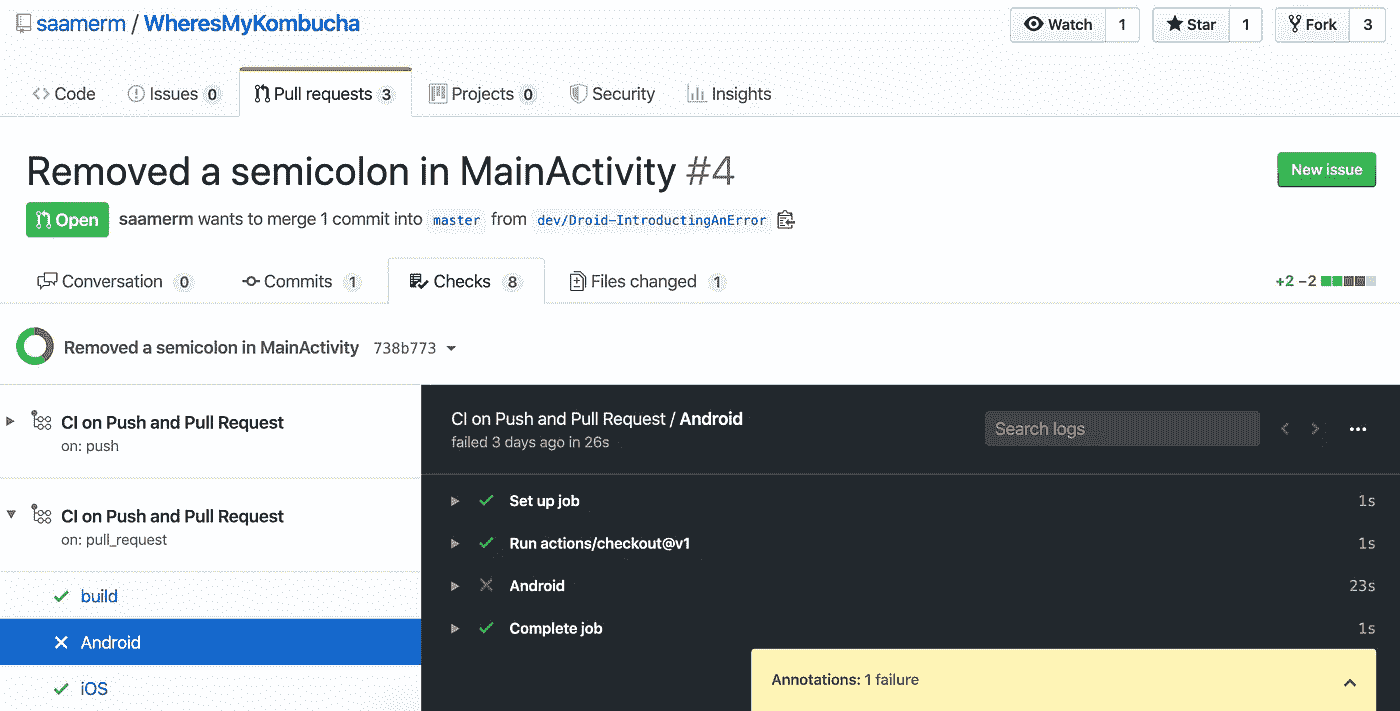 saamerm / WheresMyKombucha
Watch 1
Star 1
Fork 3
Code
Issues 0
Pull requests 3
Projects 0
Security
Insights
Removed a semicolon in MainActivity #4
New issue
Open
saamerm wants to merge 1 commit into master from dev/Droid-IntroductingAnError
Conversation 0
Commits 1
Checks 8
Files changed 1
+2 −2
Removed a semicolon in MainActivity 738b773
CI on Push and Pull Request
on: push
CI on Push and Pull Request
on: pull_request
build
Android
iOS
CI on Push and Pull Request / Android
failed 3 days ago in 26s
Search logs
Set up job 1s
Run actions/checkout@v1 1s
Android 23s
Complete job 1s
Annotations: 1 failure